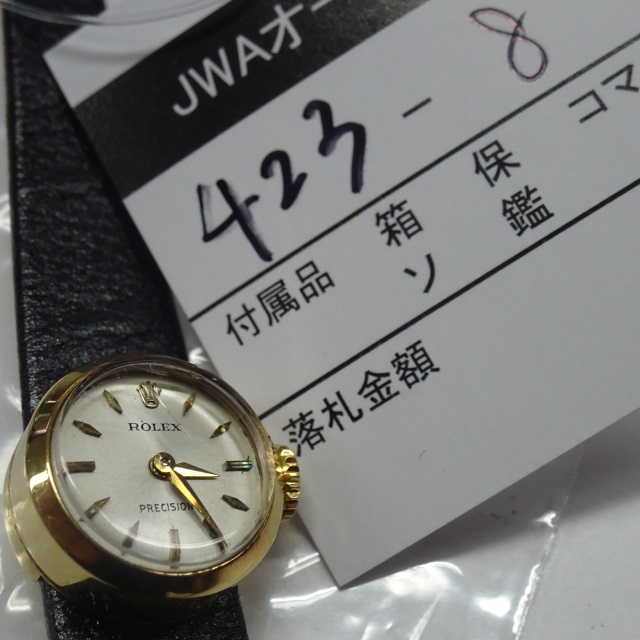 JWAオー
423-8
付属品 箱 保 コマ
ソ 鑑
落札金額
ROLEX
PRECISION